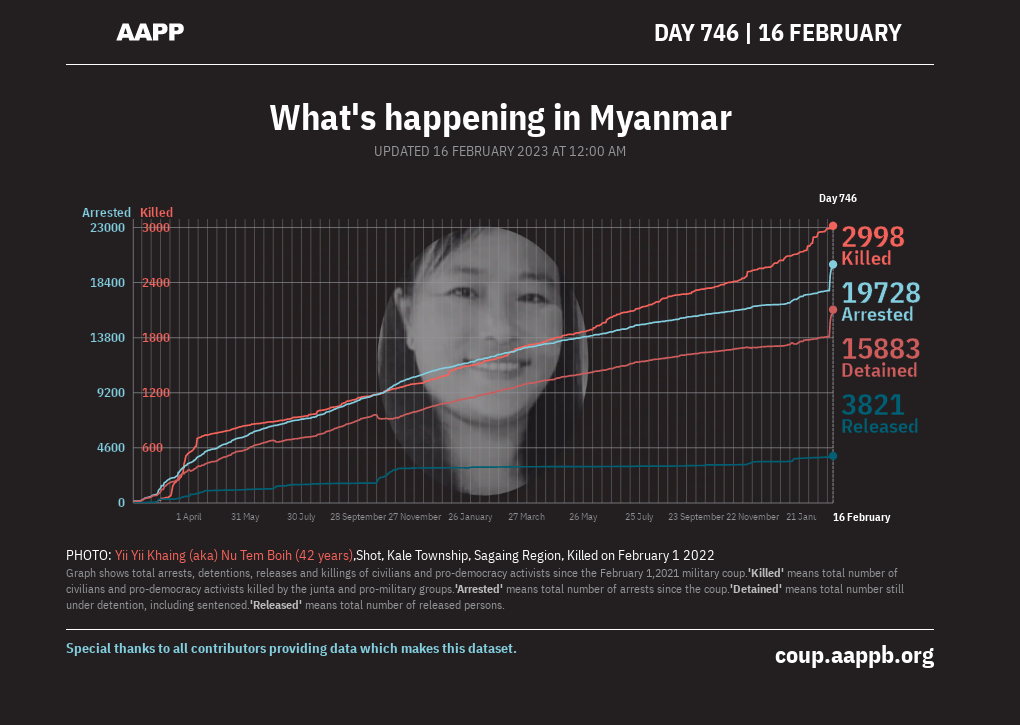 AAPP
DAY 746 | 16 FEBRUARY
What's happening in Myanmar
UPDATED 16 FEBRUARY 2023 AT 12:00 AM
Day 746
Arrested Killed
23000 3000
18400 2400
13800 1800
9200 1200
4600 600
0
2998
Killed
19728
Arrested
15883
Detained
3821
Released
1 April 31 May 30 July 28 September 27 November 26 January 27 March 26 May 25 July 23 September 22 November 21 Janu 16 February
PHOTO: Yii Yii Khaing (aka) Nu Tem Boih (42 years),Shot, Kale Township, Sagaing Region, Killed on February 1 2022
Graph shows total arrests, detentions, releases and killings of civilians and pro-democracy activists since the February 1,2021 military coup.'Killed' means total number of
civilians and pro-democracy activists killed by the junta and pro-military groups.'Arrested' means total number of arrests since the coup.'Detained' means total number still
under detention, including sentenced.'Released' means total number of released persons.
Special thanks to all contributors providing data which makes this dataset.
coup.aappb.org